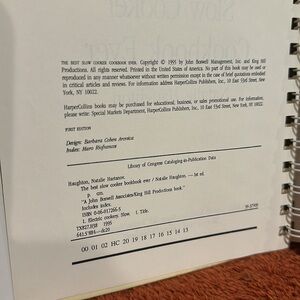 THE BEST SLOW COOKER COOKBOOK EVER. Copyright © 1995 by John Boswell Management, Inc. and King Hill
Productions. All rights reserved. Printed in the United States of America. No part of this book may be used or
reproduced in any manner whatsoever without written permission except in the case of brief quotations embodied
in critical articles and reviews. For information address HarperCollins Publishers, Inc., 10 East 53rd Street, New
York, NY 10022.
HarperCollins books may be purchased for educational, business, or sales promotional use. For information,
please write: Special Markets Department, HarperCollins Publishers, Inc., 10 East 53rd Street, New York,
NY 10022.
FIRST EDITION
Design: Barbara Cohen Aronica
Index: Maro Riofrancos
Library of Congress Cataloging-in-Publication Data
Haughton, Natalie Hartanov.
The best slow cooker cookbook ever / Natalie Haughton. —1st ed.
p. cm.
"A John Boswell Associates/King Hill Productions book."
Includes index.
ISBN 0-06-017266-5
1. Electric cookery, Slow. I. Title.
TX827.H38 1995
641.5'884—dc20
00 01 02 HC 20 19 18 17 16 15 14 13